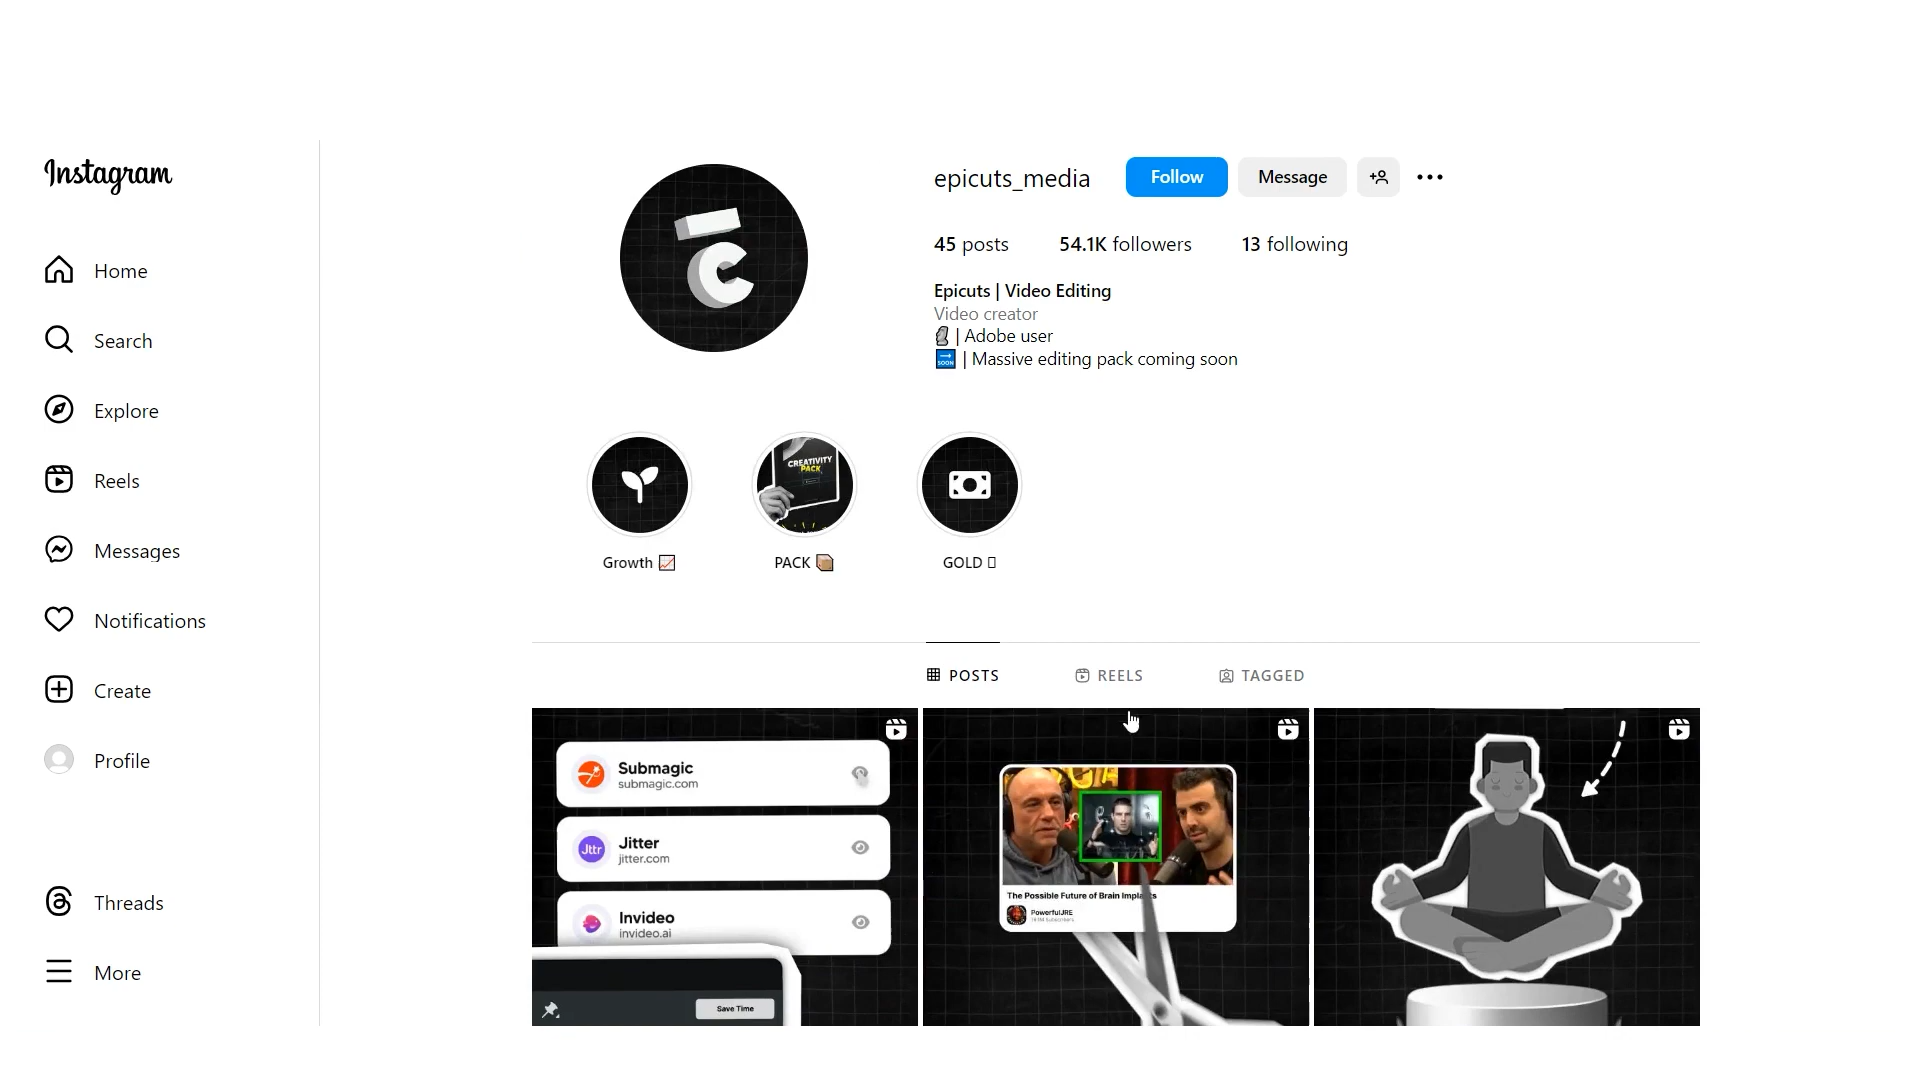 Instagram
Home
Search
Explore
Reels
Messages
Notifications
Create
Profile
Threads
More
epicuts_media
Follow
Message
45 posts
54.1K followers
13 following
Epicuts | Video Editing
Video creator
🗿 | Adobe user
🔜 | Massive editing pack coming soon
CREATIVITY
PACK
Growth 📈
PACK 📦
GOLD
POSTS
REELS
TAGGED
Submagic
submagic.com
Jitter
jitter.com
Jttr
Invideo
invideo.ai
Save Time
The Possible Future of Brain Implants
PowerfulJRE